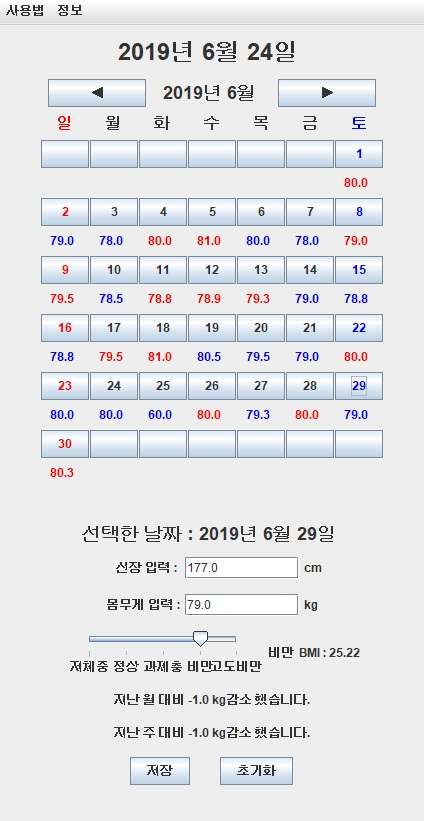 사용법 정보
2019년 6월 24일
◀ 2019년 6월 ▶
일 월 화 수 목 금 토
1
80.0
2 3 4 5 6 7 8
79.0 78.0 80.0 81.0 80.0 78.0 79.0
9 10 11 12 13 14 15
79.5 78.5 78.8 78.9 79.3 79.0 78.8
16 17 18 19 20 21 22
78.8 79.5 81.0 80.5 79.5 79.0 80.0
23 24 25 26 27 28 29
80.0 80.0 60.0 80.0 79.3 80.0 79.0
30
80.3
선택한 날짜 : 2019년 6월 29일
신장 입력 : 177.0 cm
몸무게 입력 : 79.0 kg
저체중 정상 과체중 비만고도비만 비만 BMI : 25.22
지난 월 대비 -1.0 kg감소 했습니다.
지난 주 대비 -1.0 kg감소 했습니다.
저장 초기화